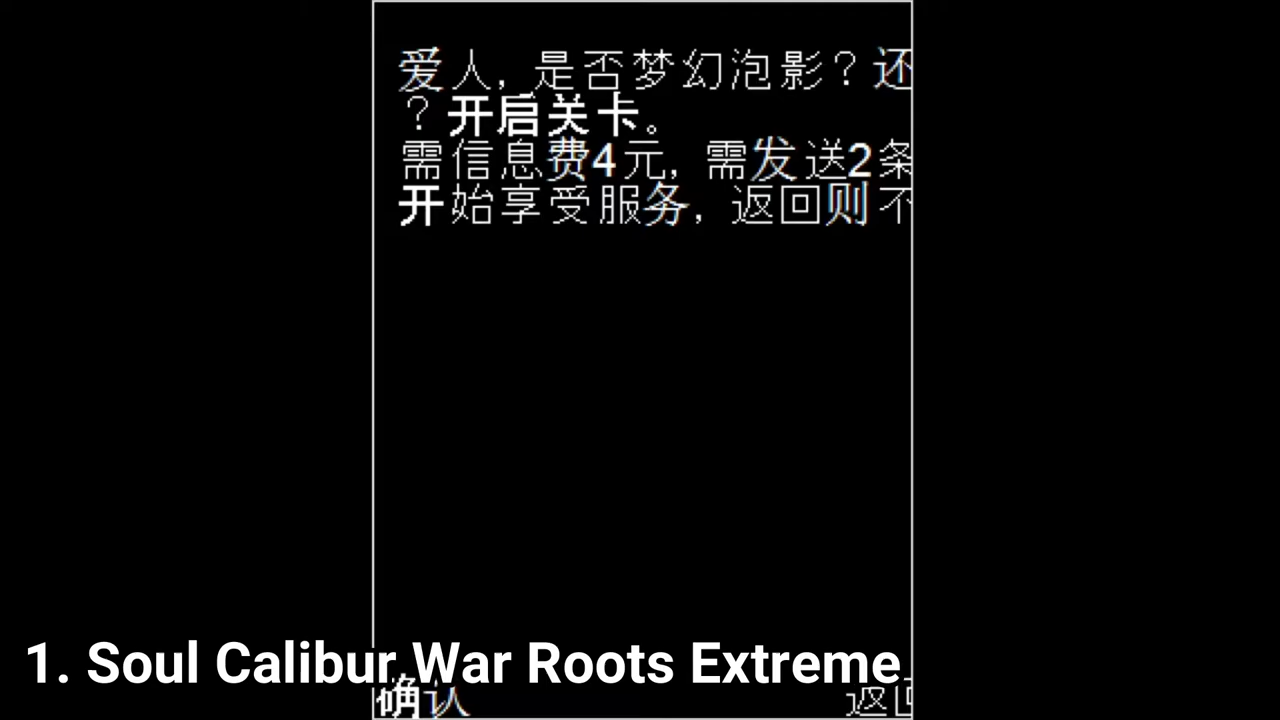 爱人，是否梦幻泡影？还
？开启关卡。
需信息费4元，需发送2条
开始享受服务，返回则不
1. Soul Calibur War Roots Extreme
确认
返回